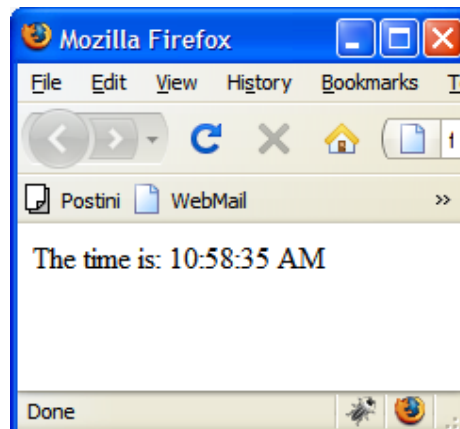 Mozilla Firefox
File Edit View History Bookmarks T
f
Postini WebMail »
The time is: 10:58:35 AM
Done